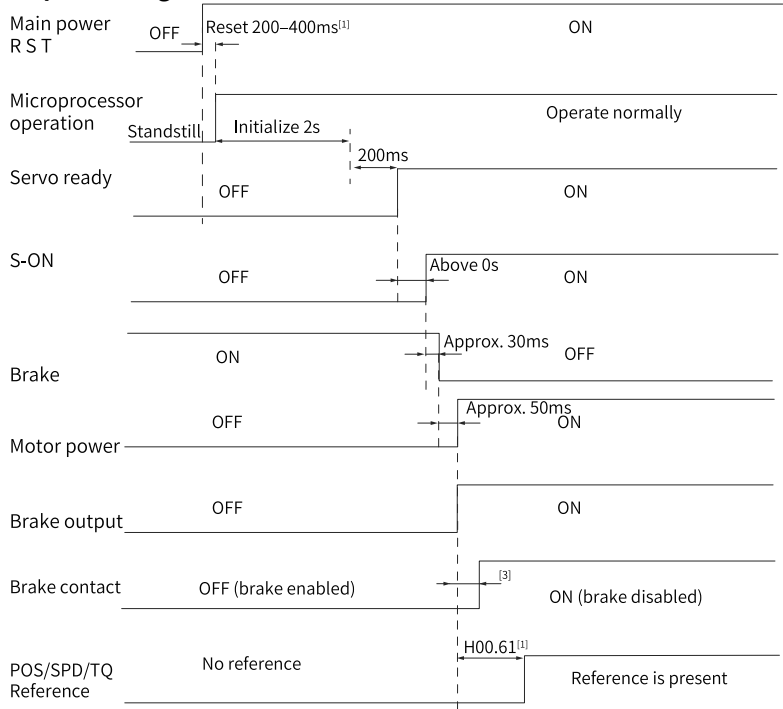 Main power
R S T
OFF
Reset 200–400ms[1]
ON
Microprocessor
operation
Standstill
Initialize 2s
Operate normally
200ms
Servo ready
OFF
ON
S-ON
OFF
Above 0s
ON
Brake
ON
Approx. 30ms
OFF
Motor power
OFF
Approx. 50ms
ON
Brake output
OFF
ON
Brake contact
OFF (brake enabled)
[3]
ON (brake disabled)
POS/SPD/TQ
Reference
No reference
H00.61[1]
Reference is present